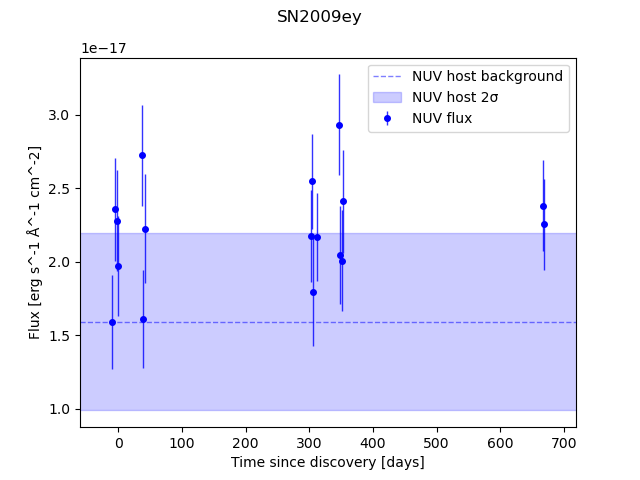 SN2009ey
1e−17
NUV host background
NUV host 2σ
NUV flux
3.0
2.5
2.0
1.5
1.0
Flux [erg s^-1 Å^-1 cm^-2]
0 100 200 300 400 500 600 700
Time since discovery [days]